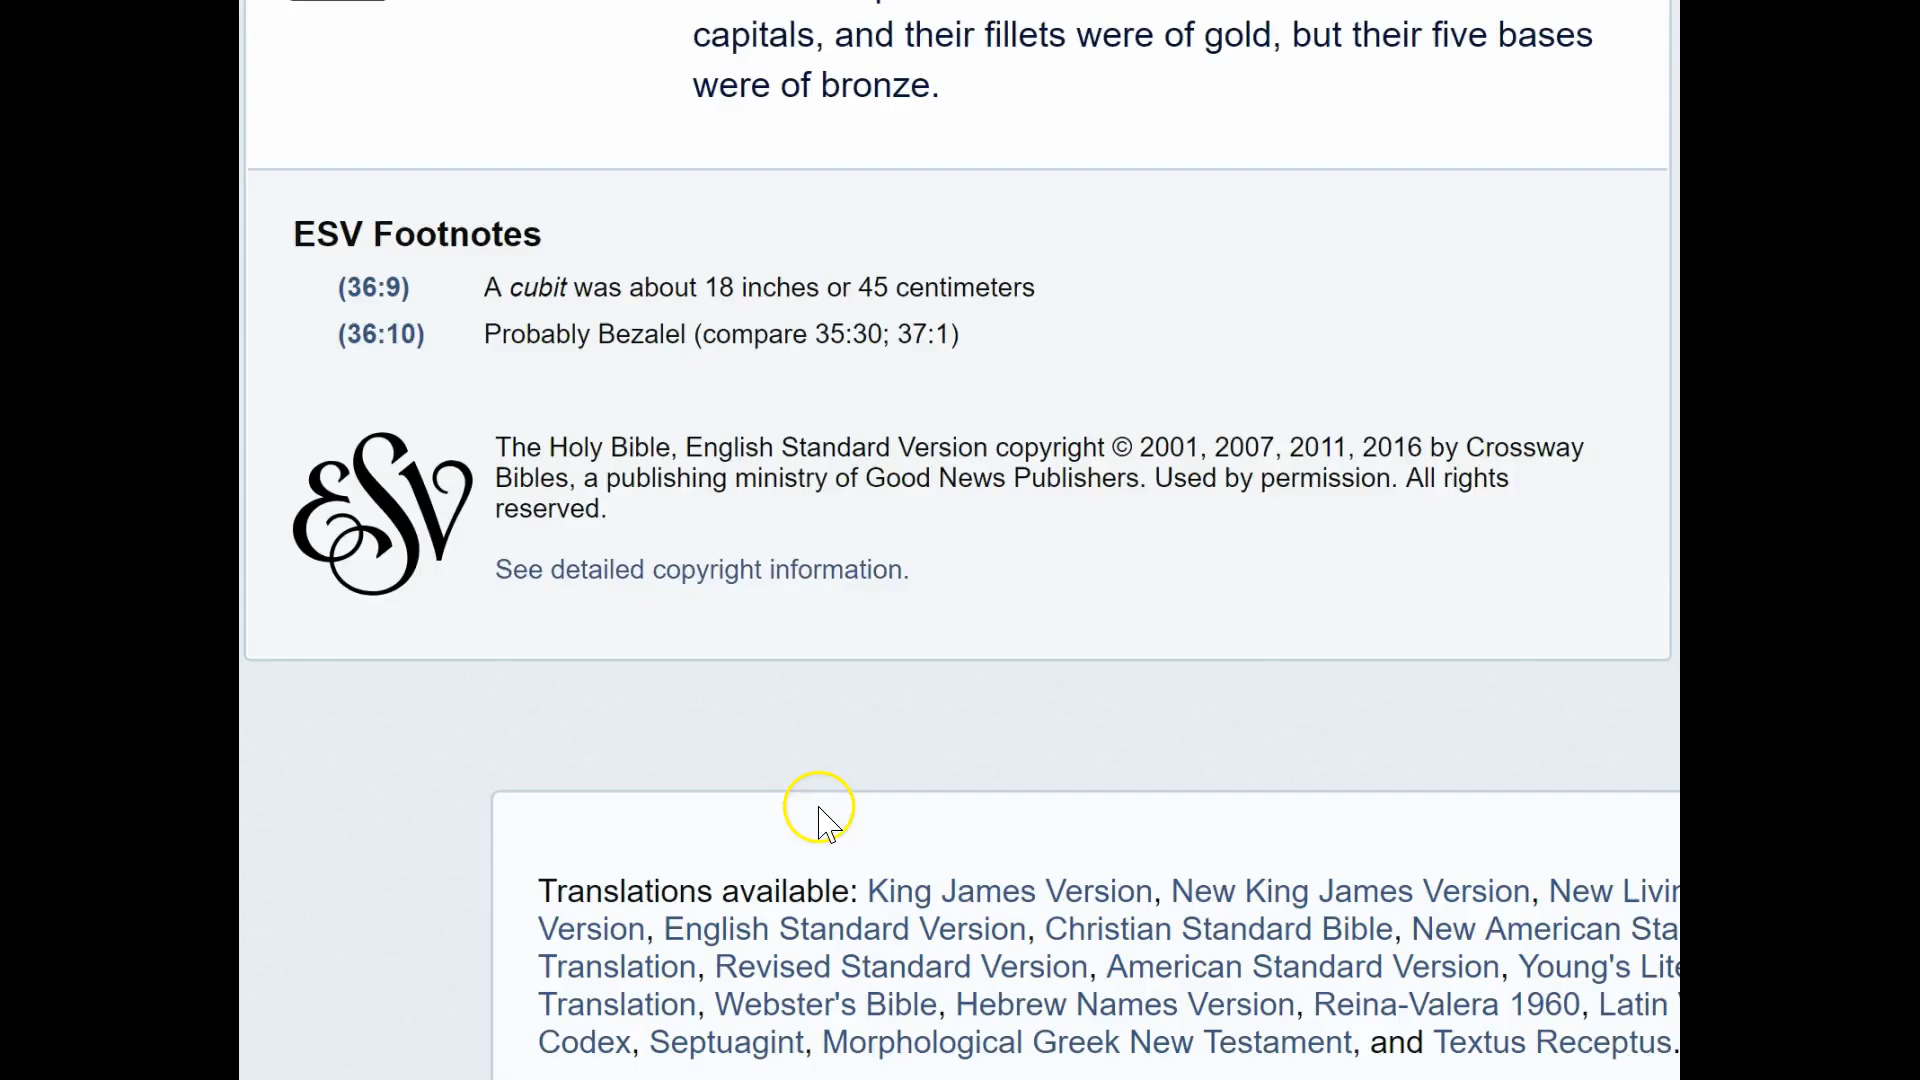 capitals, and their fillets were of gold, but their five bases
were of bronze.
ESV Footnotes
(36:9) A cubit was about 18 inches or 45 centimeters
(36:10) Probably Bezalel (compare 35:30; 37:1)
ESV
The Holy Bible, English Standard Version copyright © 2001, 2007, 2011, 2016 by Crossway
Bibles, a publishing ministry of Good News Publishers. Used by permission. All rights
reserved.
See detailed copyright information.
Translations available: King James Version, New King James Version, New
Version, English Standard Version, Christian Standard Bible, New American
Translation, Revised Standard Version, American Standard Version, Young's
Translation, Webster's Bible, Hebrew Names Version, Reina-Valera 1960, Latin
Codex, Septuagint, Morphological Greek New Testament, and Textus Receptus.